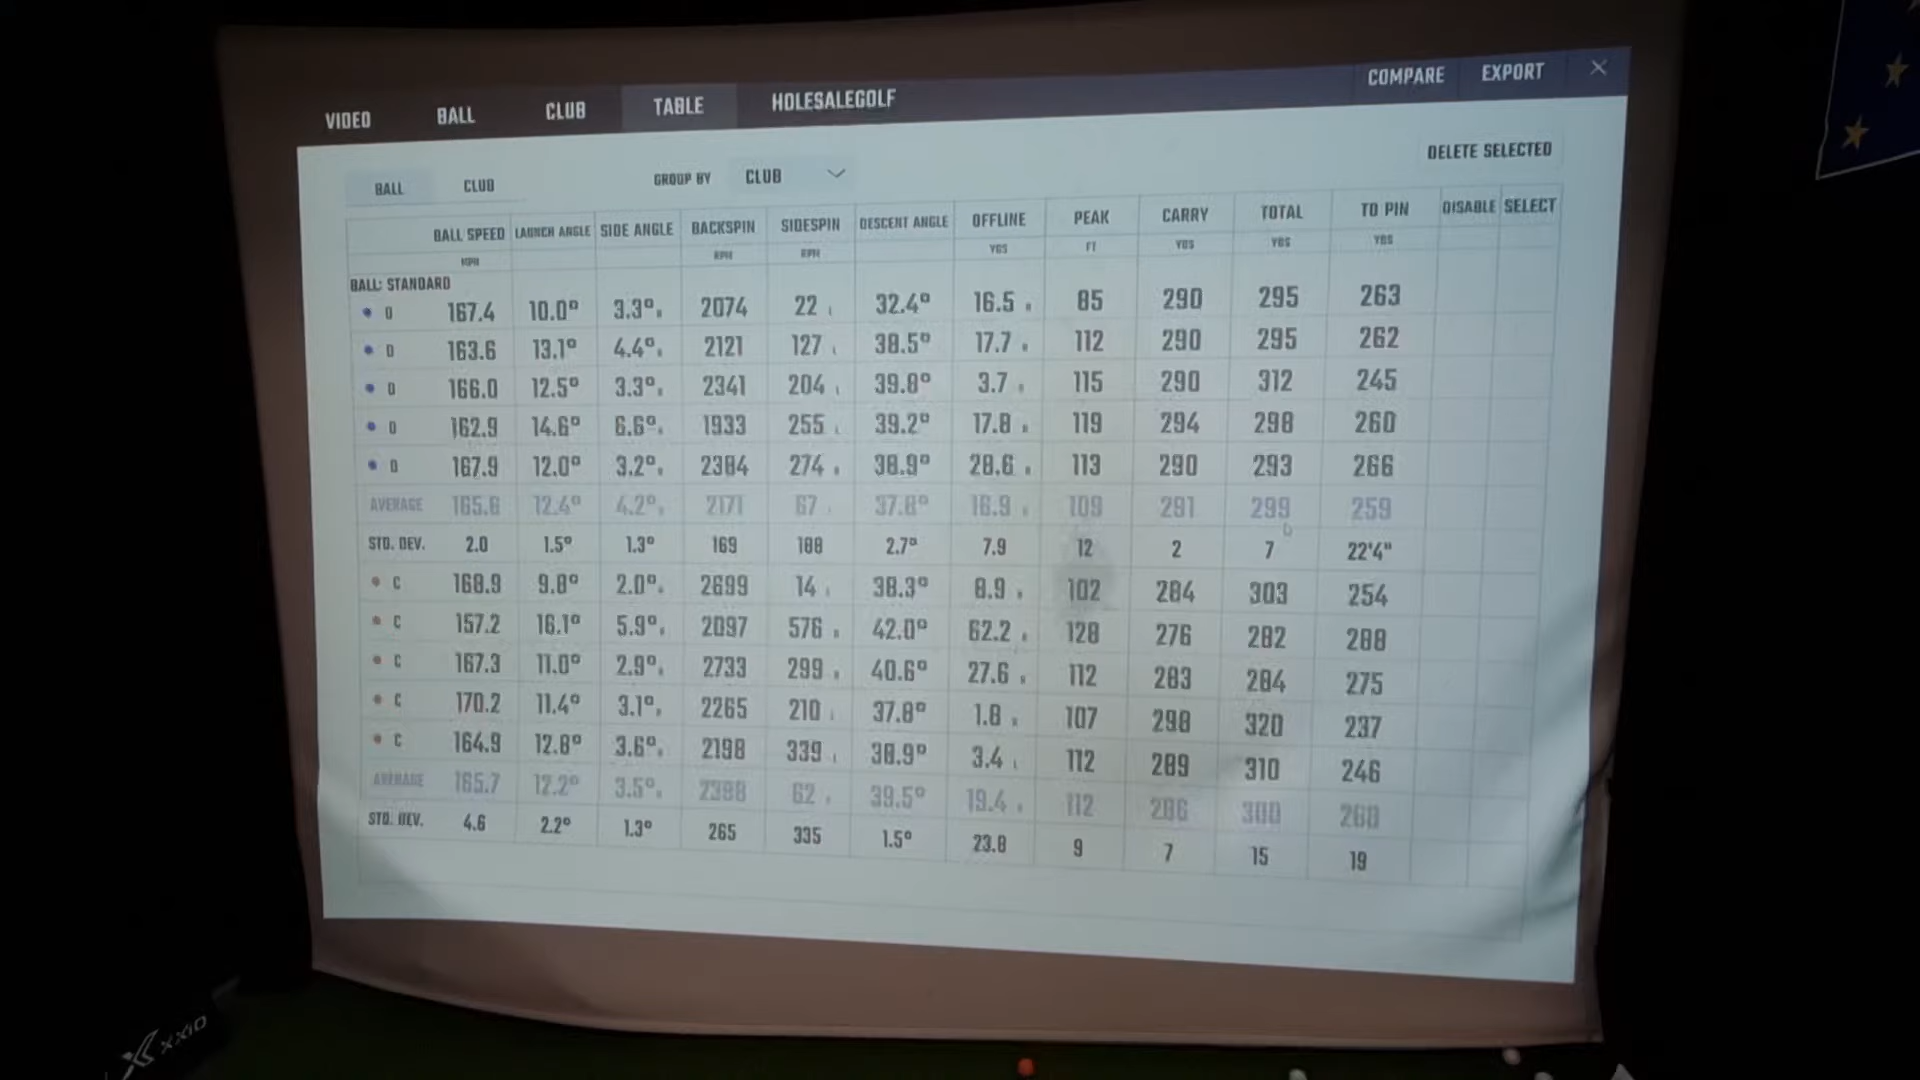 VIDEO BALL CLUB TABLE HOLESALEGOLF COMPARE EXPORT
DELETE SELECTED
BALL CLUB GROUP BY CLUB
BALL SPEED LAUNCH ANGLE SIDE ANGLE BACKSPIN SIDESPIN DESCENT ANGLE OFFLINE PEAK CARRY TOTAL TO PIN DISABLE SELECT
MPH RPM RPM YDS FT YDS YDS YDS
BALL: STANDARD
D 167.4 10.0° 3.3° 2074 22 L 32.4° 16.5 R 85 290 295 263
D 163.6 13.1° 4.4° 2121 127 L 38.5° 17.7 R 112 290 295 262
D 166.0 12.5° 3.3° 2341 204 L 39.8° 3.7 R 115 290 312 245
D 162.9 14.6° 6.6° 1933 255 L 39.2° 17.8 R 119 294 298 260
D 167.9 12.0° 3.2° 2384 274 R 38.9° 28.6 R 113 290 293 266
AVERAGE 165.6 12.4° 4.2° 2171 67 37.8° 16.9 109 291 299 259
STD. DEV. 2.0 1.5° 1.3° 169 188 2.7° 7.9 12 2 7 22'4"
C 168.9 9.8° 2.0° 2699 14 38.3° 8.9 R 102 284 303 254
C 157.2 16.1° 5.9° 2097 576 R 42.0° 62.2 R 128 276 282 288
C 167.3 11.0° 2.9° 2733 299 R 40.6° 27.6 R 112 283 284 275
C 170.2 11.4° 3.1° 2265 210 L 37.8° 1.8 R 107 298 320 237
C 164.9 12.8° 3.6° 2198 339 L 38.9° 3.4 L 112 289 310 246
AVERAGE 165.7 12.2° 3.5° 2398 62 39.5° 19.4 112 286 300 260
STD. DEV. 4.6 2.2° 1.3° 265 335 1.5° 23.8 9 7 15 19
XXIO